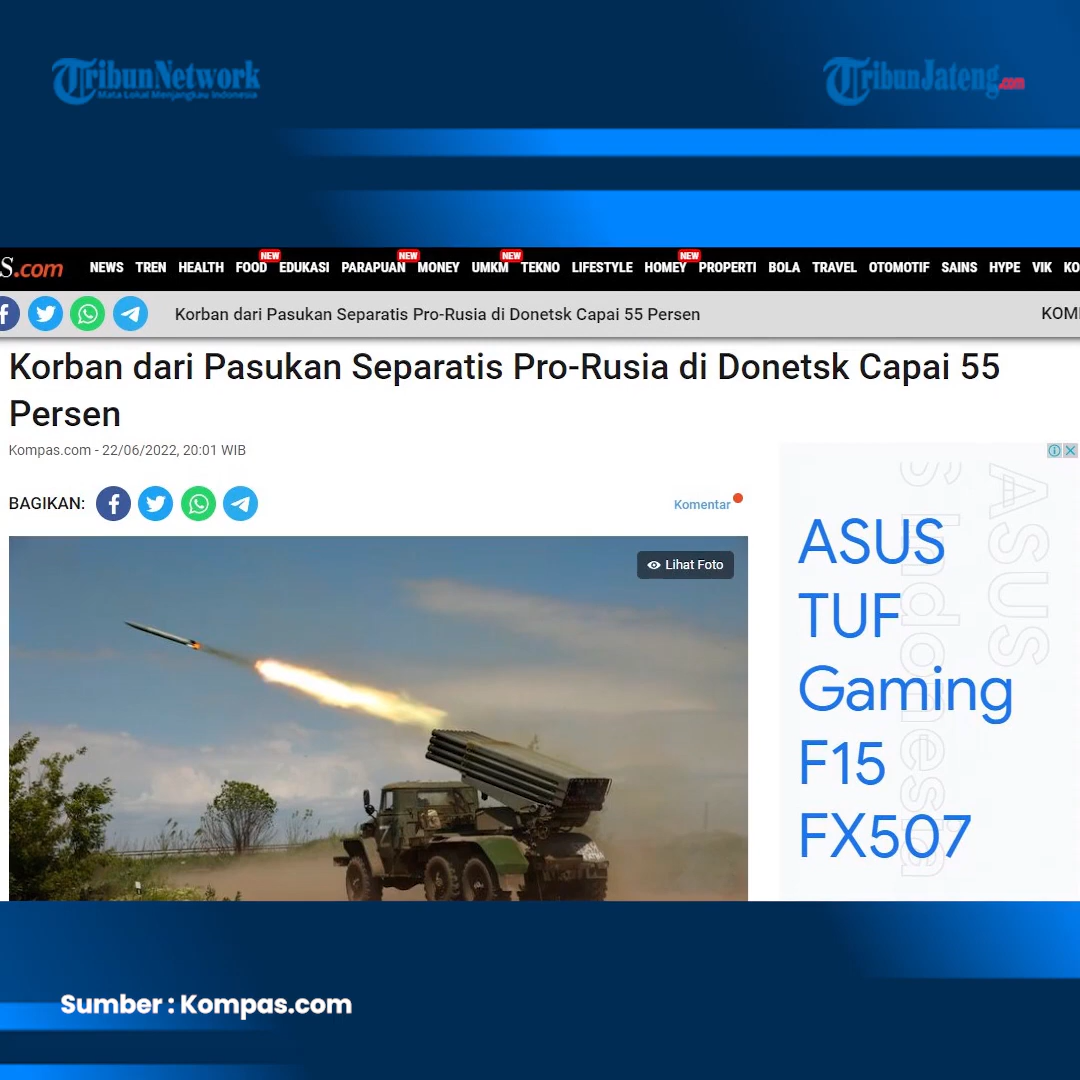 TribunNetwork
Mata Lokal Menjangkau Indonesia
TribunJateng.com
S.com
NEWS TREN HEALTH FOOD NEW EDUKASI PARAPUAN NEW MONEY UMKM NEW TEKNO LIFESTYLE HOMEY NEW PROPERTI BOLA TRAVEL OTOMOTIF SAINS HYPE VIK KO
Korban dari Pasukan Separatis Pro-Rusia di Donetsk Capai 55 Persen
KOM
Korban dari Pasukan Separatis Pro-Rusia di Donetsk Capai 55
Persen
Kompas.com - 22/06/2022, 20:01 WIB
BAGIKAN:
Komentar
Lihat Foto
ASUS
TUF
Gaming
F15
FX507
ASUS
Indonesia
Sumber : Kompas.com